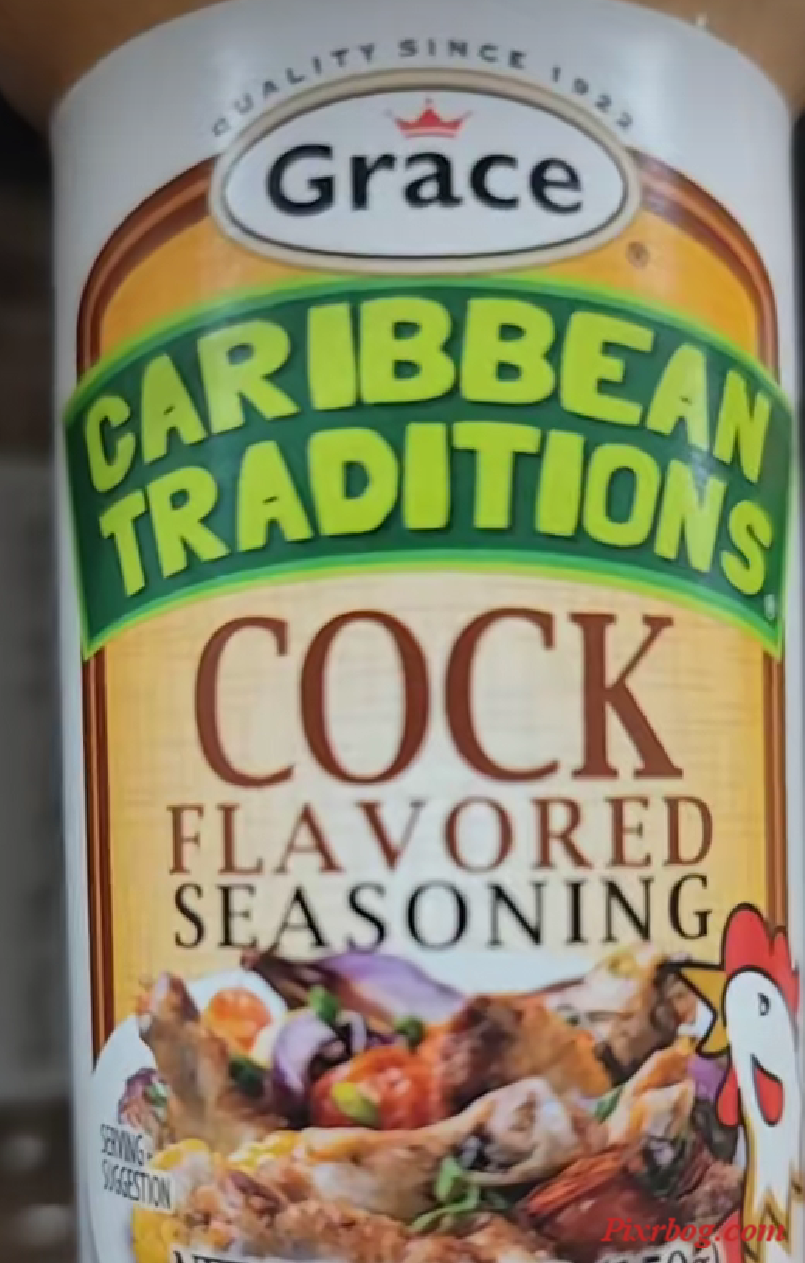 QUALITY SINCE 1922
Grace
®
CARIBBEAN
TRADITIONS®
COCK
FLAVORED
SEASONING
SERVING
SUGGESTION
Pixrbog.com